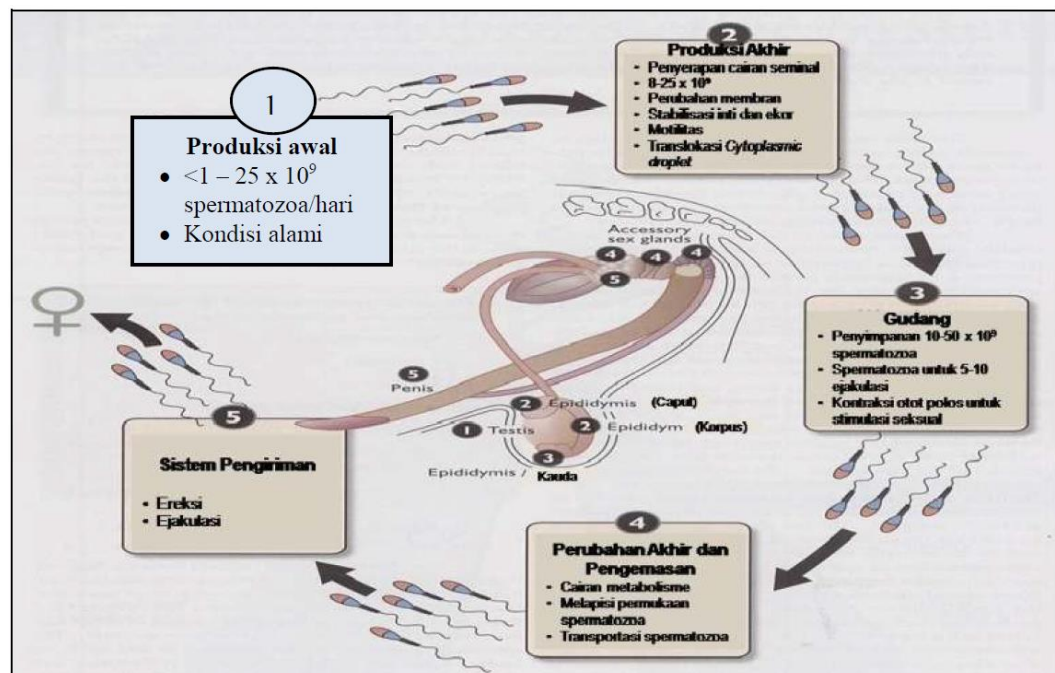 1
Produksi awal
• <1 – 25 x 10⁹
spermatozoa/hari
• Kondisi alami
2
Produksi Akhir
• Penyerapan cairan seminal
• 8-25 x 10⁹
• Perubahan membran
• Stabilisasi inti dan ekor
• Motilitas
• Translokasi Cytoplasmic
droplet
3
Gudang
• Penyimpanan 10-50 x 10⁹
spermatozoa
• Spermatozoa untuk 5-10
ejakulasi
• Kontraksi otot polos untuk
stimulasi seksual
4
Perubahan Akhir dan
Pengemasan
• Cairan metabolisme
• Melapisi permukaan
spermatozoa
• Transportasi spermatozoa
5
Sistem Pengiriman
• Ereksi
• Ejakulasi
Accessory
sex glands
4 4 4
5
5
Penis
2 Epididymis (Caput)
1 Testis
2 Epididym (Korpus)
3
Epididymis / Kauda